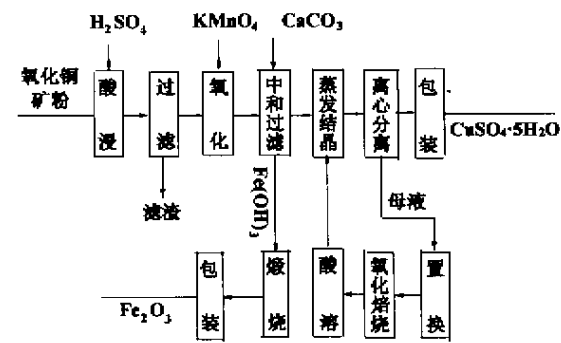 H₂SO₄ KMnO₄ CaCO₃
氧化铜
矿粉
酸浸
过滤
氧化
中和过滤
蒸发结晶
离心分离
包装
CuSO₄·5H₂O
滤渣
Fe(OH)₃
母液
包装
煅烧
酸溶
氧化焙烧
置换
Fe₂O₃